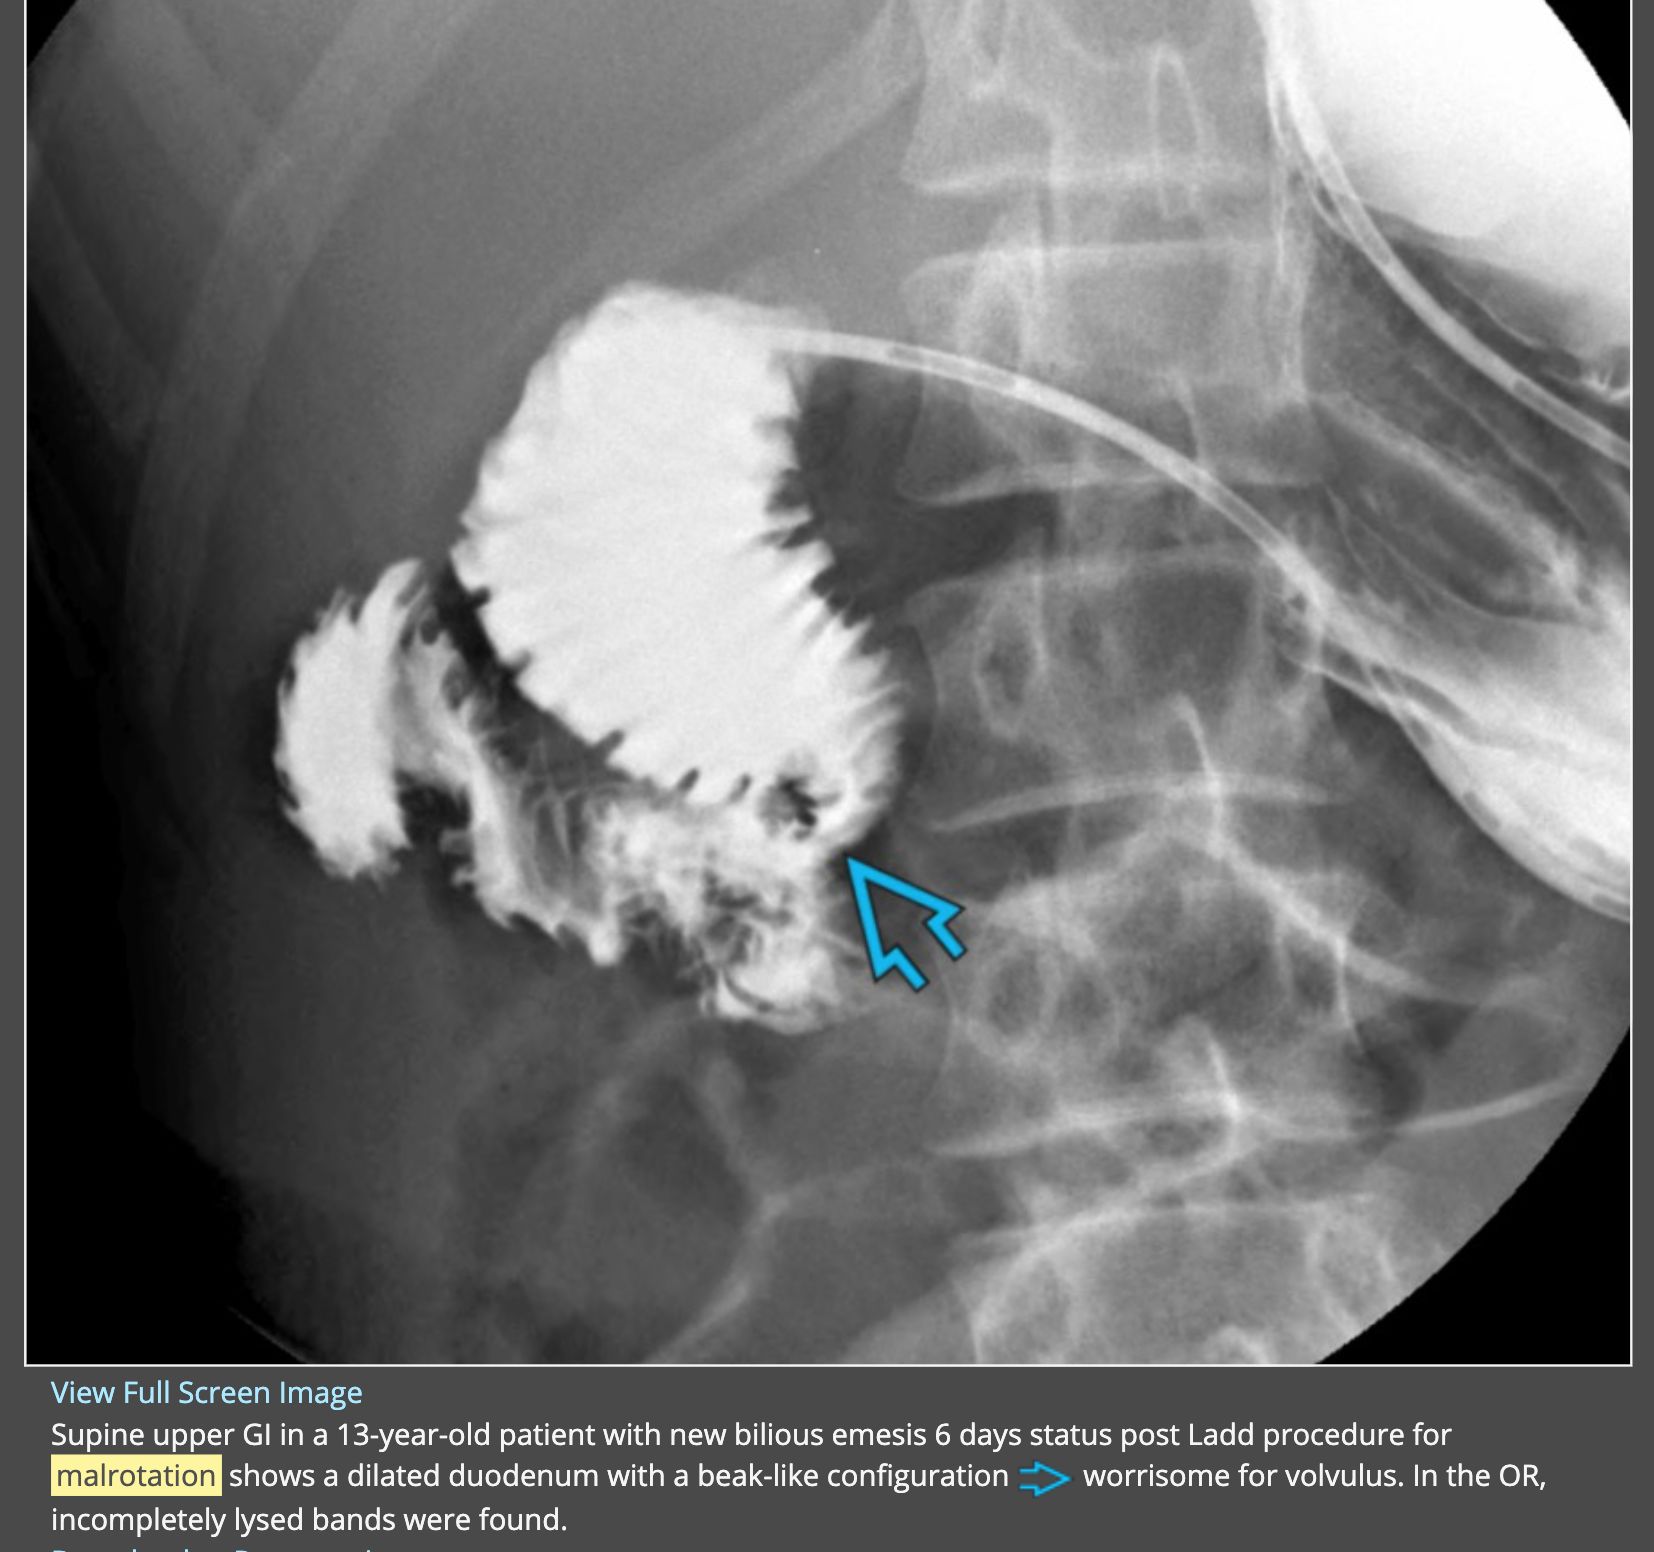 View Full Screen Image
Supine upper GI in a 13-year-old patient with new bilious emesis 6 days status post Ladd procedure for
malrotation shows a dilated duodenum with a beak-like configuration worrisome for volvulus. In the OR,
incompletely lysed bands were found.